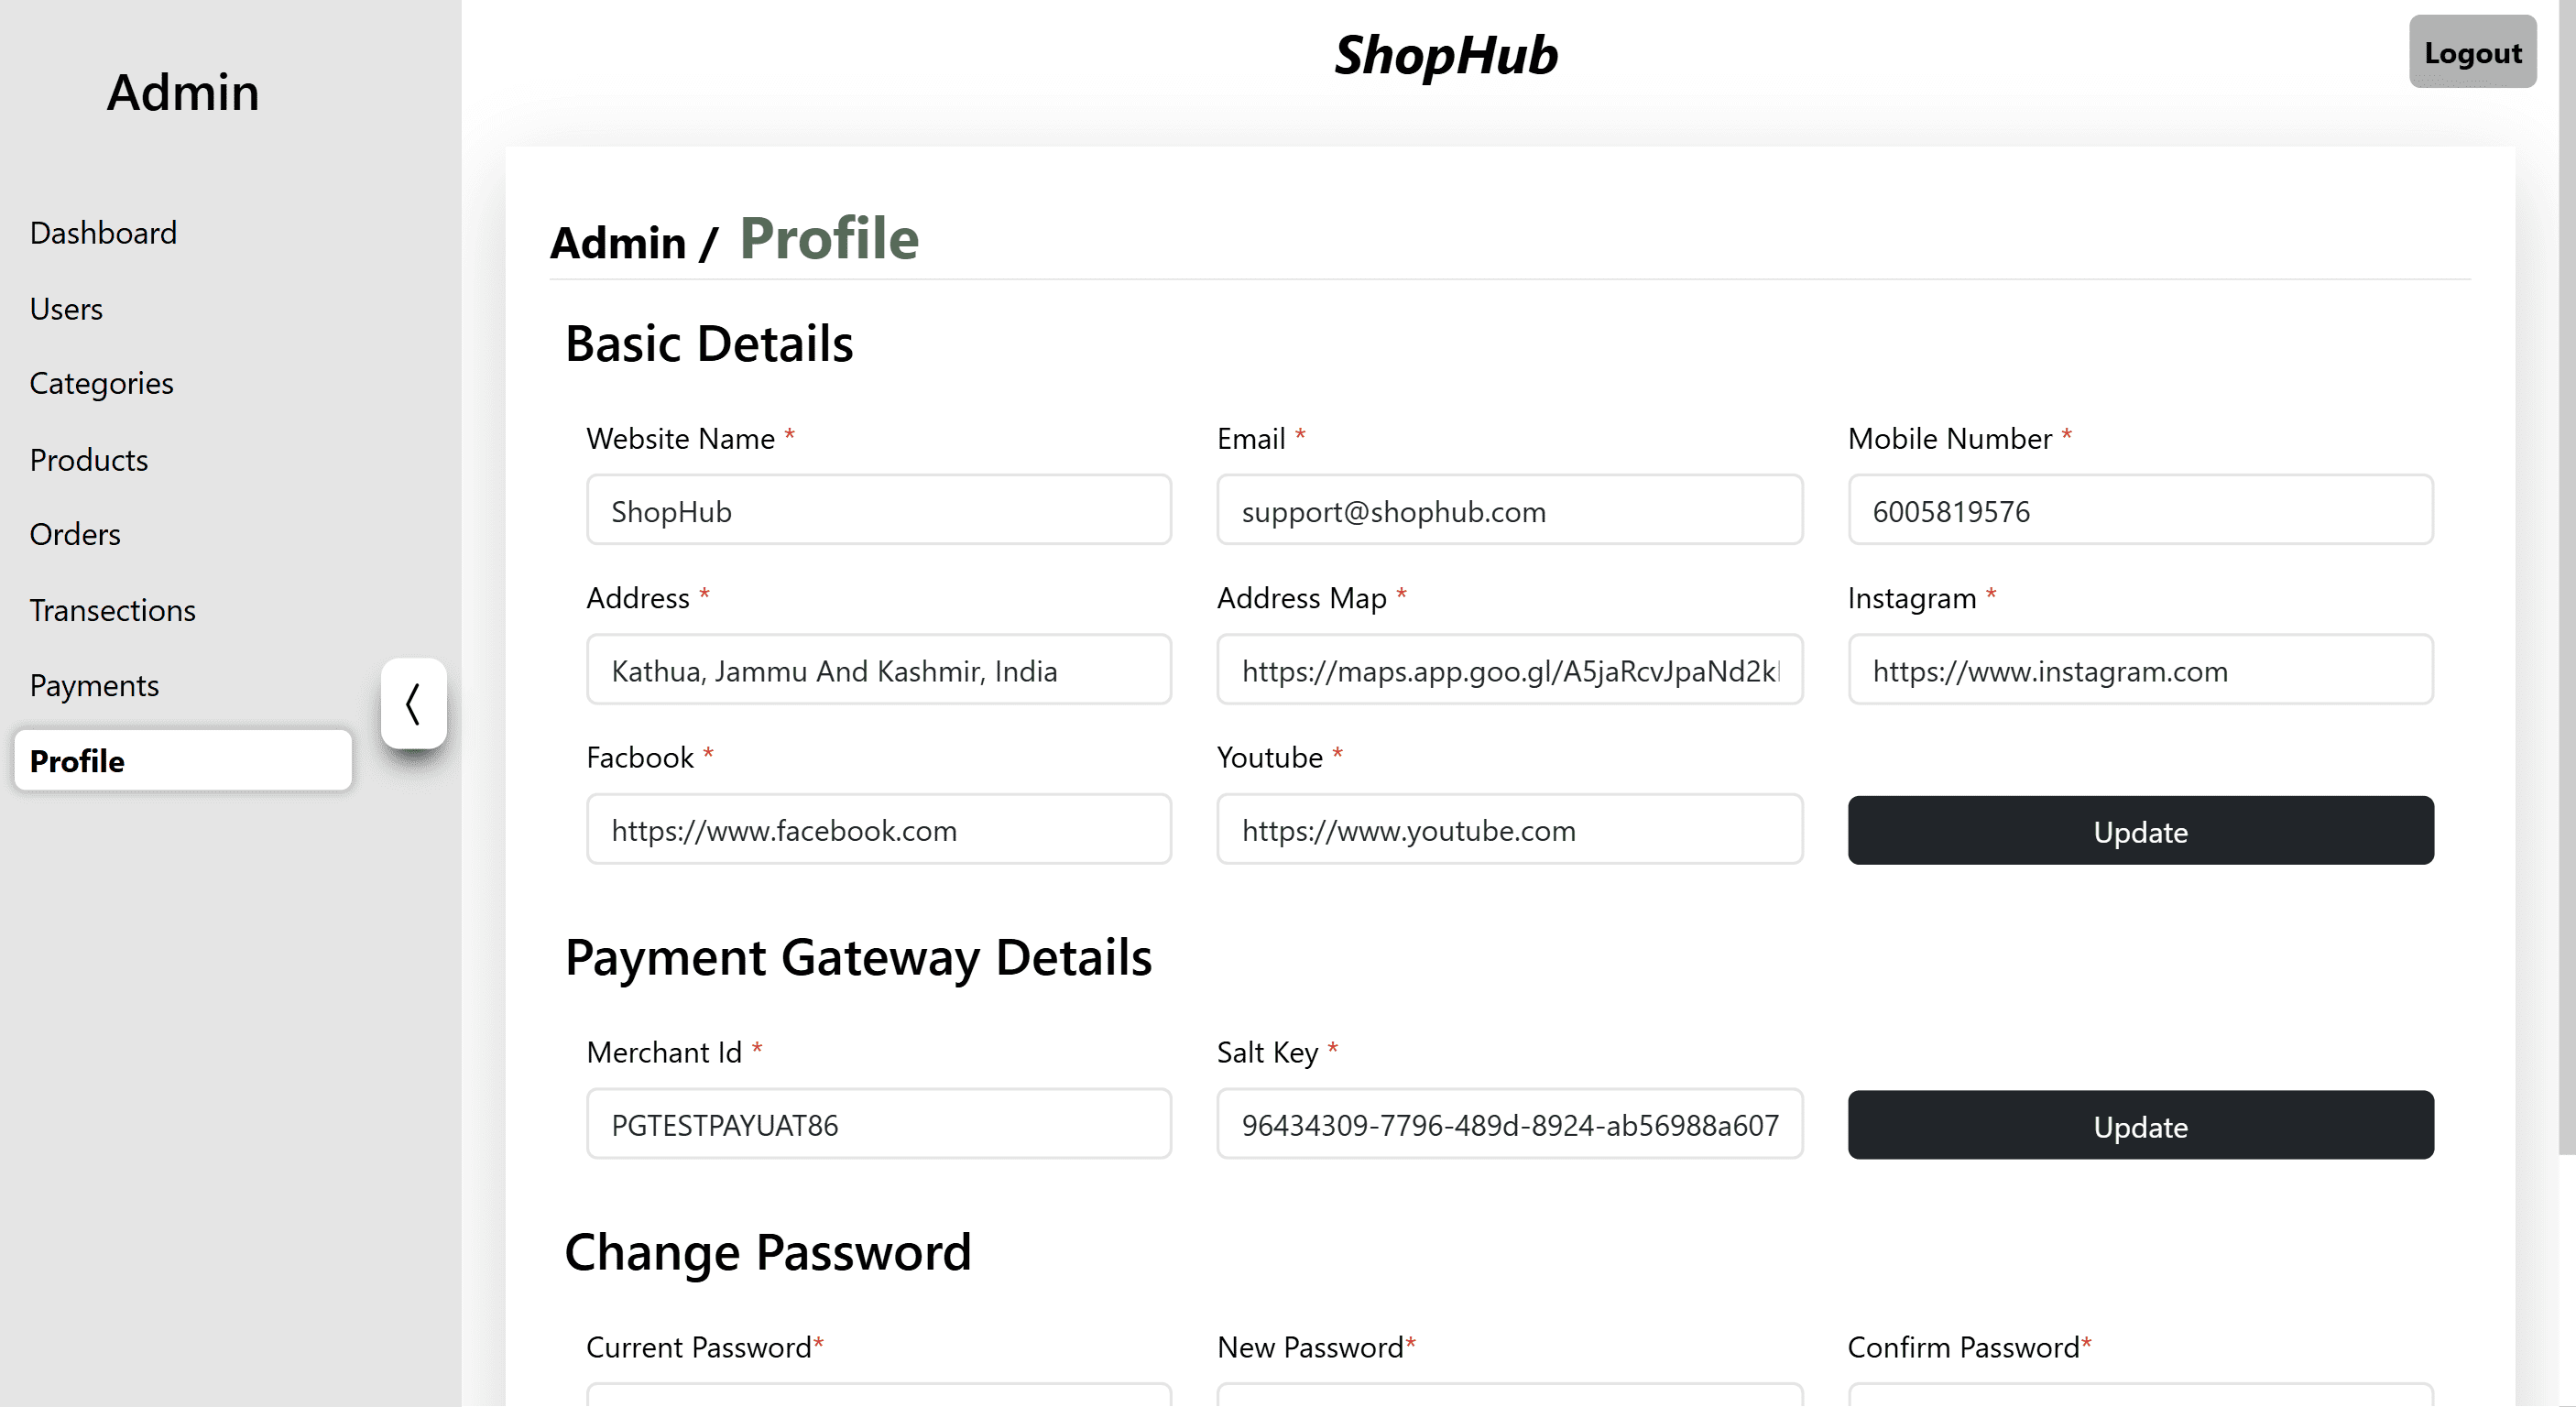 Admin
Dashboard
Users
Categories
Products
Orders
Transections
Payments
Profile
ShopHub
Logout
Admin / Profile
Basic Details
Website Name *
Email *
Mobile Number *
ShopHub
support@shophub.com
6005819576
Address *
Address Map *
Instagram *
Kathua, Jammu And Kashmir, India
https://maps.app.goo.gl/A5jaRcvJpaNd2k
https://www.instagram.com
Facbook *
Youtube *
https://www.facebook.com
https://www.youtube.com
Update
Payment Gateway Details
Merchant Id *
Salt Key *
PGTESTPAYUAT86
96434309-7796-489d-8924-ab56988a607
Update
Change Password
Current Password*
New Password*
Confirm Password*